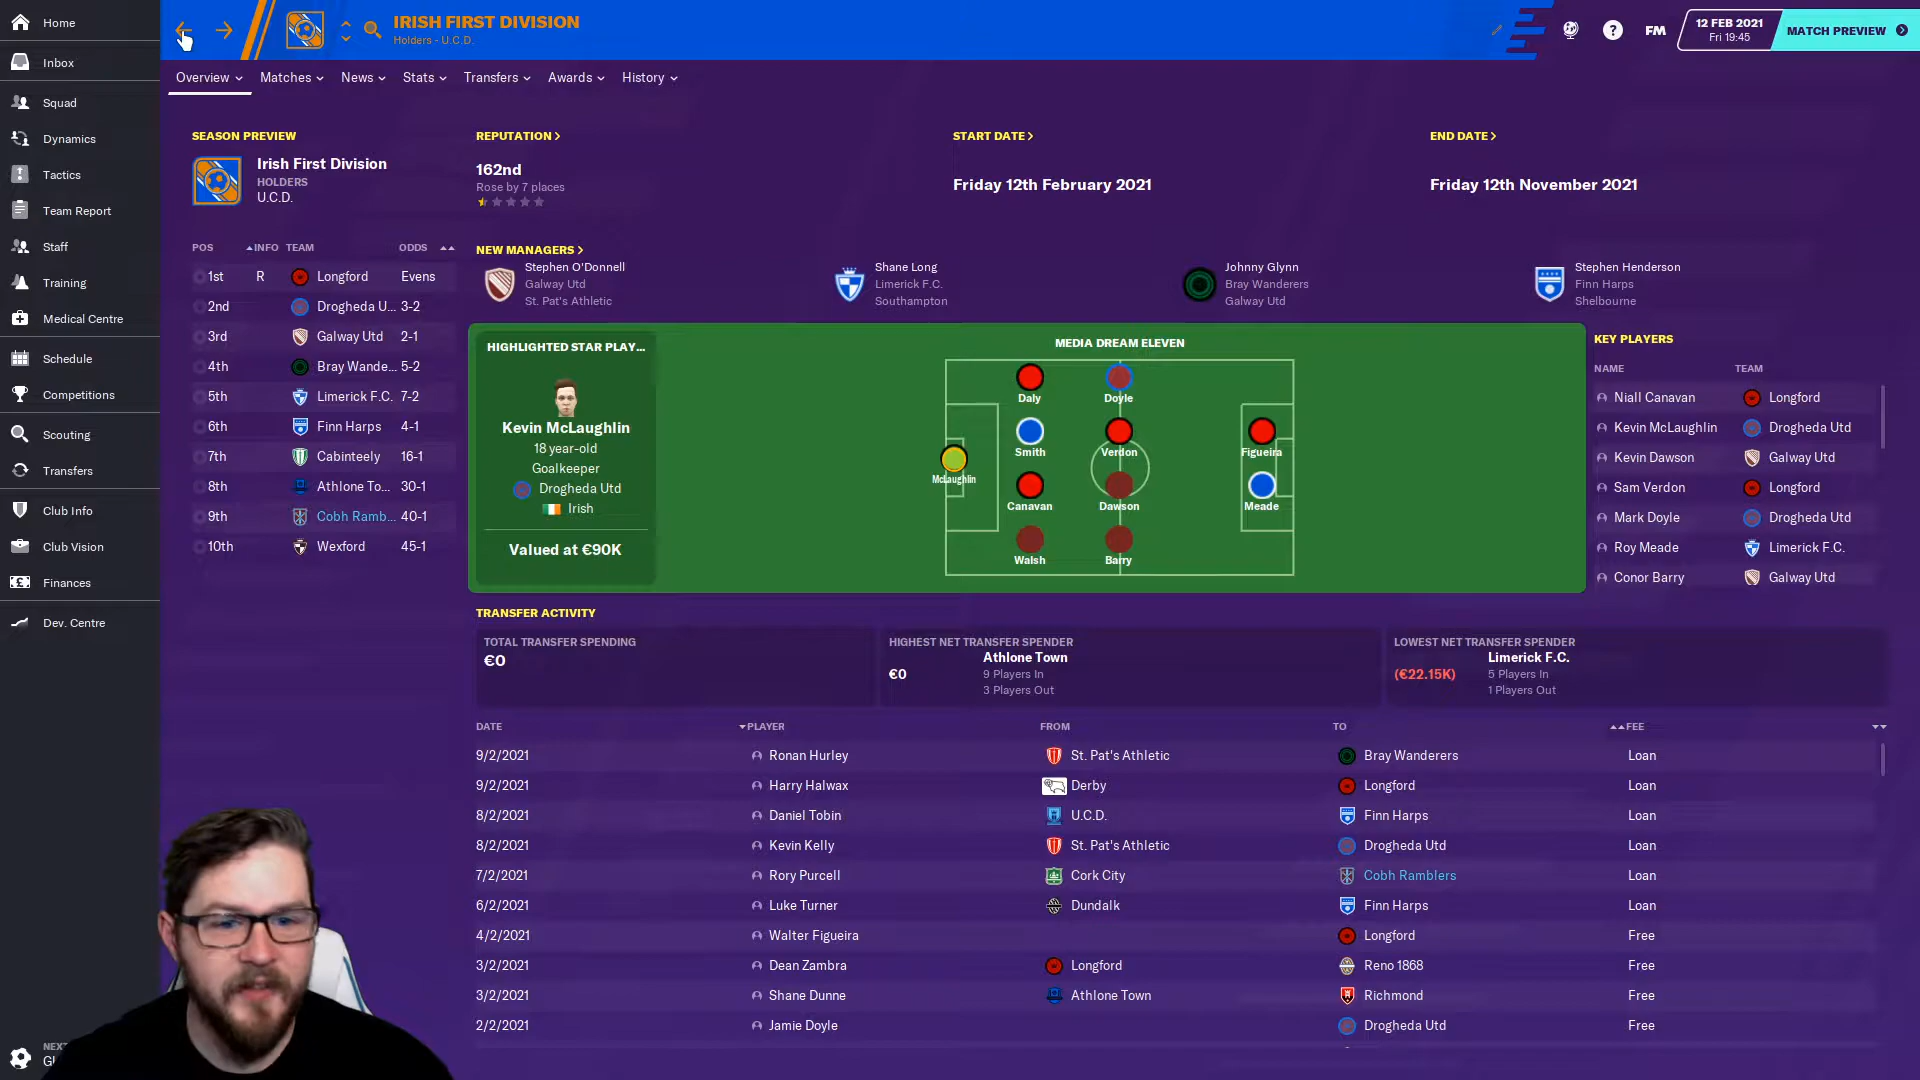 Home
Inbox
Squad
Dynamics
Tactics
Team Report
Staff
Training
Medical Centre
Schedule
Competitions
Scouting
Transfers
Club Info
Club Vision
Finances
Dev. Centre
IRISH FIRST DIVISION
Holders - U.C.D.
? FM
12 FEB 2021
Fri 19:45
MATCH PREVIEW
Overview Matches News Stats Transfers Awards History
SEASON PREVIEW
Irish First Division
HOLDERS
U.C.D.
REPUTATION >
162nd
Rose by 7 places
START DATE >
Friday 12th February 2021
END DATE >
Friday 12th November 2021
POS INFO TEAM ODDS
1st R Longford Evens
2nd Drogheda U... 3-2
3rd Galway Utd 2-1
4th Bray Wande... 5-2
5th Limerick F.C. 7-2
6th Finn Harps 4-1
7th Cabinteely 16-1
8th Athlone To... 30-1
9th Cobh Ramb... 40-1
10th Wexford 45-1
NEW MANAGERS >
Stephen O'Donnell
Galway Utd
St. Pat's Athletic
Shane Long
Limerick F.C.
Southampton
Johnny Glynn
Bray Wanderers
Galway Utd
Stephen Henderson
Finn Harps
Shelbourne
HIGHLIGHTED STAR PLAY...
Kevin McLaughlin
18 year-old
Goalkeeper
Drogheda Utd
Irish
Valued at €90K
MEDIA DREAM ELEVEN
Daly Doyle
Smith Verdon Figueira
McLaughlin
Canavan Dawson Meade
Walsh Barry
KEY PLAYERS
NAME TEAM
Niall Canavan Longford
Kevin McLaughlin Drogheda Utd
Kevin Dawson Galway Utd
Sam Verdon Longford
Mark Doyle Drogheda Utd
Roy Meade Limerick F.C.
Conor Barry Galway Utd
TRANSFER ACTIVITY
TOTAL TRANSFER SPENDING
€0
HIGHEST NET TRANSFER SPENDER
€0
Athlone Town
9 Players In
3 Players Out
LOWEST NET TRANSFER SPENDER
(€22.15K)
Limerick F.C.
5 Players In
1 Players Out
DATE PLAYER FROM TO FEE
9/2/2021 Ronan Hurley St. Pat's Athletic Bray Wanderers Loan
9/2/2021 Harry Halwax Derby Longford Loan
8/2/2021 Daniel Tobin U.C.D. Finn Harps Loan
8/2/2021 Kevin Kelly St. Pat's Athletic Drogheda Utd Loan
7/2/2021 Rory Purcell Cork City Cobh Ramblers Loan
6/2/2021 Luke Turner Dundalk Finn Harps Loan
4/2/2021 Walter Figueira Longford Free
3/2/2021 Dean Zambra Longford Reno 1868 Free
3/2/2021 Shane Dunne Athlone Town Richmond Free
2/2/2021 Jamie Doyle Drogheda Utd Free